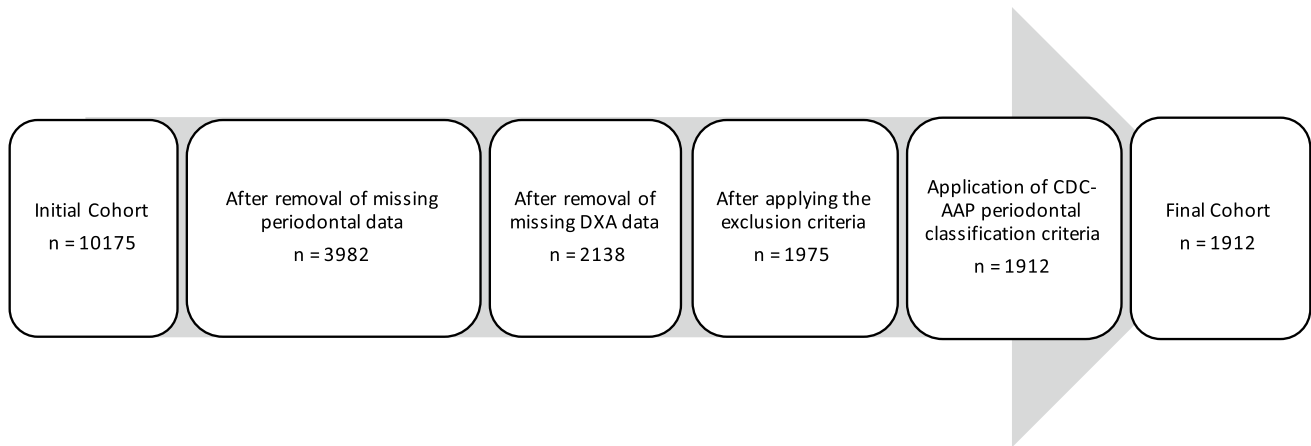 Initial Cohort
n = 10175
After removal of missing
periodontal data
n = 3982
After removal of
missing DXA data
n = 2138
After applying the
exclusion criteria
n = 1975
Application of CDC-
AAP periodontal
classification criteria
n = 1912
Final Cohort
n = 1912